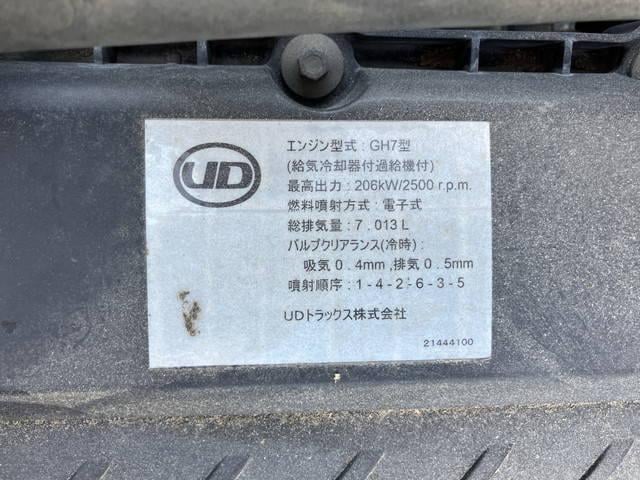 UD
エンジン型式：GH7型
(給気冷却器付過給機付)
最高出力：206kW/2500 r.p.m.
燃料噴射方式：電子式
総排気量：7.013 L
バルブクリアランス(冷時)：
吸気0.4mm,排気0.5mm
噴射順序：1-4-2-6-3-5
UDトラックス株式会社
21444100